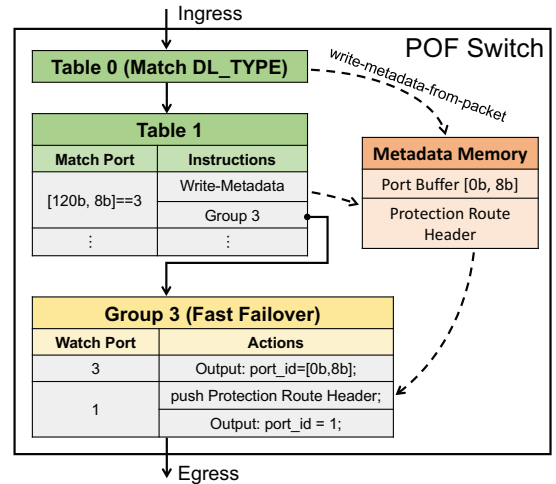 Ingress
POF Switch
Table 0 (Match DL_TYPE)
write-metadata-from-packet
Table 1
Match Port Instructions
[120b, 8b]==3 Write-Metadata
Group 3
⋮ ⋮
Metadata Memory
Port Buffer [0b, 8b]
Protection Route
Header
Group 3 (Fast Failover)
Watch Port Actions
3 Output: port_id=[0b,8b];
1 push Protection Route Header;
Output: port_id = 1;
Egress